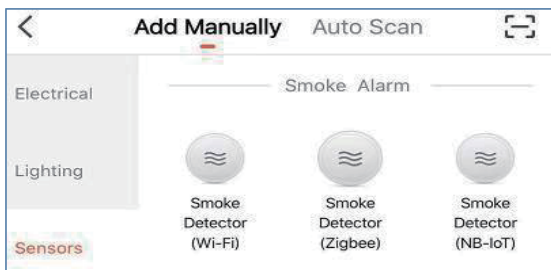 Add Manually Auto Scan
Electrical
Lighting
Sensors
Smoke Alarm
Smoke Detector (Wi-Fi)
Smoke Detector (Zigbee)
Smoke Detector (NB-IoT)